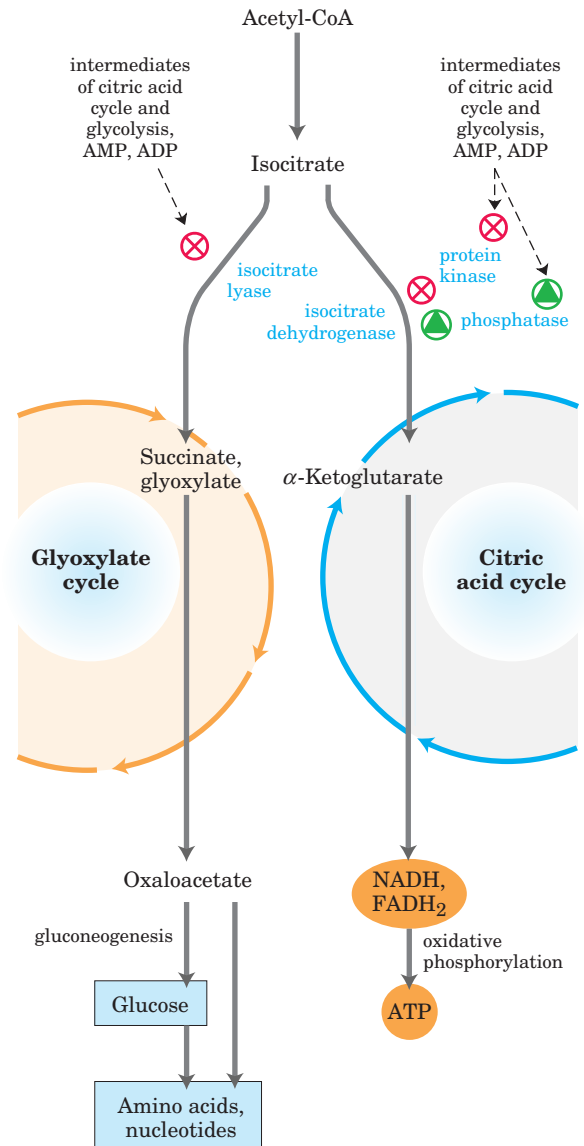 Acetyl-CoA
intermediates
of citric acid
cycle and
glycolysis,
AMP, ADP
intermediates
of citric acid
cycle and
glycolysis,
AMP, ADP
Isocitrate
isocitrate
lyase
protein
kinase
isocitrate
dehydrogenase
phosphatase
Succinate,
glyoxylate
α-Ketoglutarate
Glyoxylate
cycle
Citric
acid cycle
Oxaloacetate
NADH,
FADH₂
gluconeogenesis
oxidative
phosphorylation
Glucose
ATP
Amino acids,
nucleotides